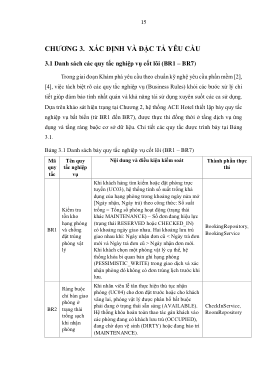 15
CHƯƠNG 3. XÁC ĐỊNH VÀ ĐẶC TẢ YÊU CẦU
3.1 Danh sách các quy tắc nghiệp vụ cốt lõi (BR1 – BR7)
Trong giai đoạn Khám phá yêu cầu theo chuẩn kỹ nghệ yêu cầu phần mềm [2],
[4], việc tách biệt rõ các quy tắc nghiệp vụ (Business Rules) khỏi các bước xử lý chi
tiết giúp đảm bảo tính nhất quán và khả năng tái sử dụng xuyên suốt các ca sử dụng.
Dựa trên khảo sát hiện trạng tại Chương 2, hệ thống ACE Hotel thiết lập bảy quy tắc
nghiệp vụ bắt biến (từ BR1 đến BR7), được thực thi đồng thời ở tầng dịch vụ ứng
dụng và tầng ràng buộc cơ sở dữ liệu. Chi tiết các quy tắc được trình bày tại Bảng
3.1.
Bảng 3.1 Danh sách bảy quy tắc nghiệp vụ cốt lõi (BR1 – BR7)
Mã quy tắc
Tên quy tắc nghiệp vụ
Nội dung và điều kiện kiểm soát
Thành phần thực thi
BR1
Kiểm tra
tồn kho
hạng phòng
và chống
đặt trùng
phòng vật
lý
Khi khách hàng tìm kiếm hoặc đặt phòng trực
tuyến (UC03), hệ thống tính số suất trống khả
dụng của hạng phòng trong khoảng ngày nửa mở
[Ngày nhận, Ngày trả) theo công thức: Số suất
trống = Tổng số phòng hoạt động (trạng thái
khác MAINTENANCE) – Số đơn đang hiệu lực
(trạng thái RESERVED hoặc CHECKED_IN)
có khoảng ngày giao nhau. Hai khoảng lưu trú
giao nhau khi: Ngày nhận đơn cũ < Ngày trả đơn
mới và Ngày trả đơn cũ > Ngày nhận đơn mới.
Khi khách chọn một phòng vật lý cụ thể, hệ
thống khóa bi quan bản ghi hạng phòng
(PESSIMISTIC_WRITE) trong giao dịch và xác
nhận phòng đó không có đơn trùng lịch trước khi
lưu.
BookingRepository,
BookingService
BR2
Ràng buộc
chỉ bàn giao
phòng ở
trạng thái
trống sạch
khi nhận
phòng
Khi nhân viên lễ tân thực hiện thủ tục nhận
phòng (UC04) cho đơn đặt trước hoặc cho khách
vãng lai, phòng vật lý được phân bổ bắt buộc
phải đang ở trạng thái sẵn sàng (AVAILABLE).
Hệ thống khóa hoàn toàn thao tác gán khách vào
các phòng đang có khách lưu trú (OCCUPIED),
đang chờ dọn vệ sinh (DIRTY) hoặc đang bảo trì
(MAINTENANCE).
CheckInService,
RoomRepository